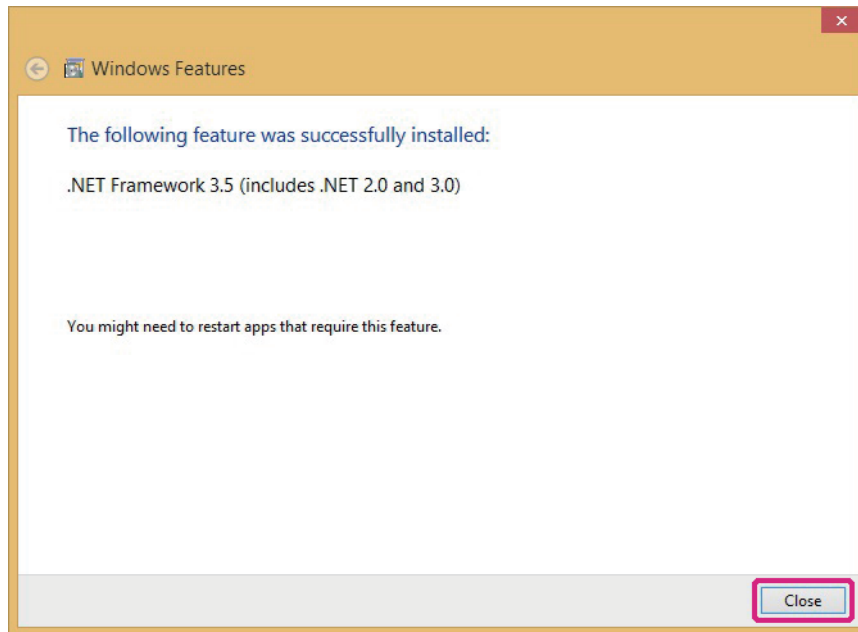 Windows Features
The following feature was successfully installed:
.NET Framework 3.5 (includes .NET 2.0 and 3.0)
You might need to restart apps that require this feature.
Close